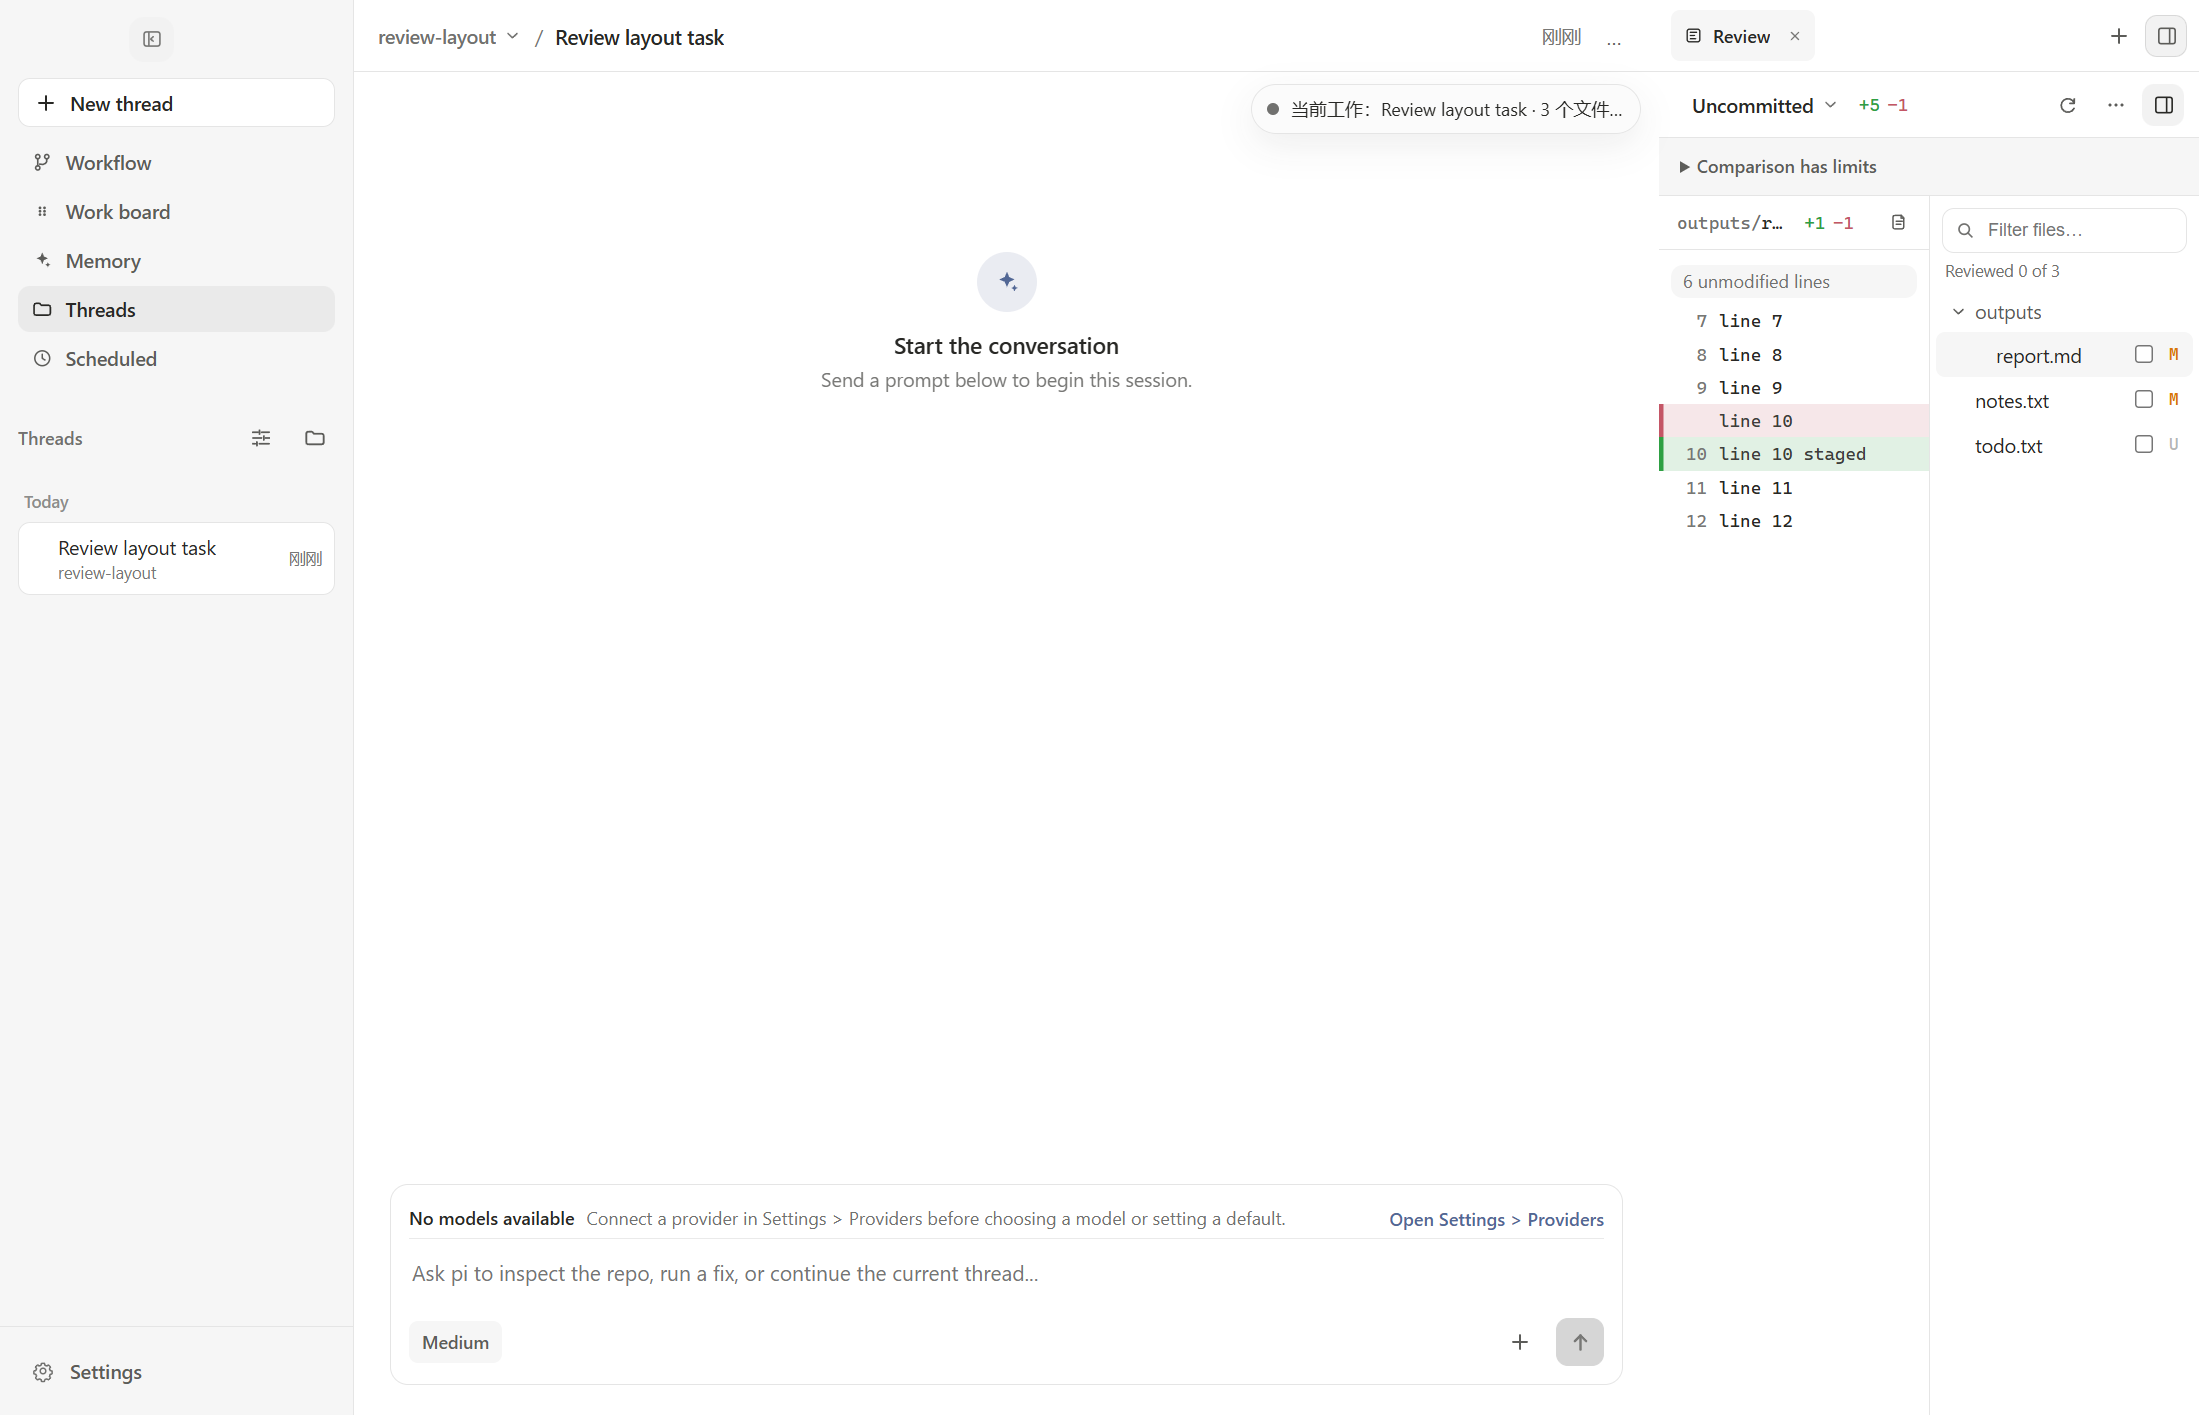 New thread
Workflow
Work board
Memory
Threads
Scheduled
Threads
Today
Review layout task
review-layout
刚刚
Settings
review-layout / Review layout task
刚刚 ...
当前工作：Review layout task · 3 个文件...
Start the conversation
Send a prompt below to begin this session.
No models available Connect a provider in Settings > Providers before choosing a model or setting a default. Open Settings > Providers
Ask pi to inspect the repo, run a fix, or continue the current thread...
Medium
Review ×
Uncommitted +5 −1
Comparison has limits
outputs/r... +1 −1
6 unmodified lines
7 line 7
8 line 8
9 line 9
line 10
10 line 10 staged
11 line 11
12 line 12
Filter files...
Reviewed 0 of 3
outputs
report.md M
notes.txt M
todo.txt U